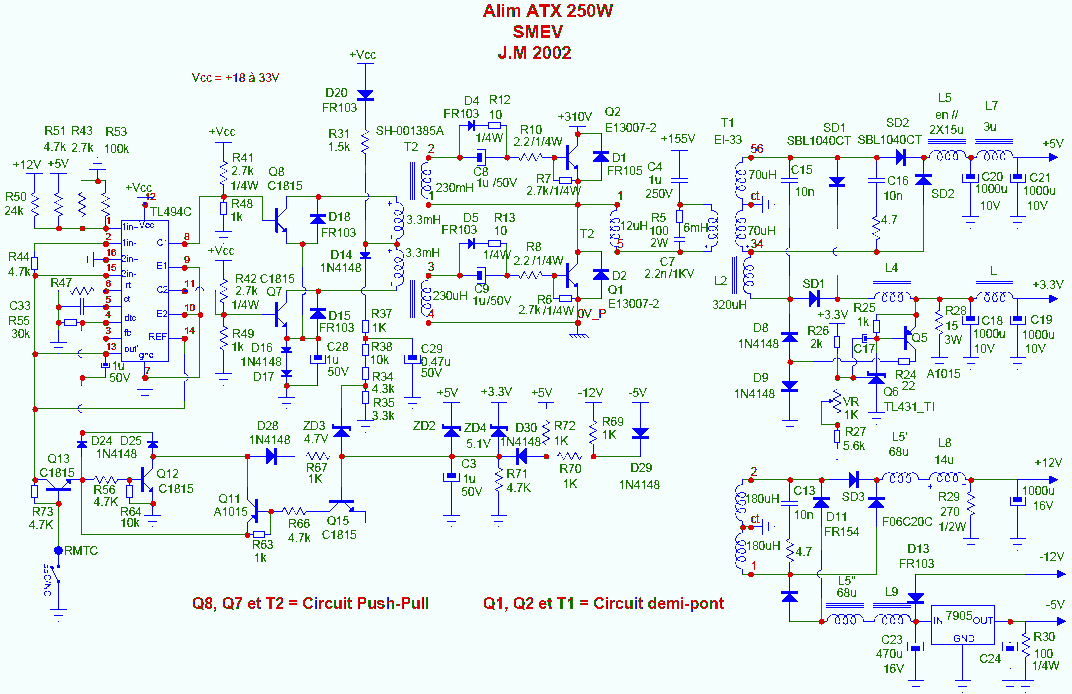 Alim ATX 250W
SMEV
J.M 2002
Vcc = +18 à 33V
+Vcc
D20
FR103
R31
1.5k
SH-001385A
T2
2
230mH
1
3.3mH
3.3mH
3
230uH
4
D4
FR103
R12
10
1/4W
C8
1u /50V
R10
2.2/1/4W
R7
2.7k/1/4W
+310V
Q2
E13007-2
D1
FR105
D5
FR103
R13
10
1/4W
C9
1u/50V
R8
2.2 /1/4W
R6
2.7k/1/4W
D2
Q1
E13007-2
0V_P
1
12uH
T2
5
+155V
C4
1u
250V
R5
100
2W
6mH
C7
2.2n /1KV
T1
EI-33
56
70uH
ct
70uH
34
L2
320uH
C15
10n
SD1
SBL1040CT
SD2
SBL1040CT
C16
10n
4.7
SD2
L5
en //
2X15u
L7
3u
C20
1000u
10V
C21
1000u
10V
+5V
SD1
L4
L
+3.3V
D8
1N4148
D9
1N4148
+3.3V
R26
2k
R25
1k
C17
Q5
A1015
R24
22
R28
15
3W
C18
1000u
10V
C19
1000u
10V
Q6
TL431_TI
VR
1K
R27
5.6k
R51
4.7k
R43
2.7k
R53
100k
+12V
+5V
R50
24k
+Vcc
12
TL494C
1
2
16
15
6
5
4
3
13
1in+
1in-
2in-
2in+
rt
ct
dtc
fb
out'
Vcc
C1
E1
C2
E2
REF
gnd
8
9
11
10
14
7
R44
4.7k
R47
C33
R55
30k
1u
50V
+Vcc
R41
2.7k
1/4W
R48
1k
Q8
C1815
D18
FR103
D14
1N4148
+Vcc
R42
2.7k
1/4W
C1815
Q7
R49
1k
D15
FR103
D16
1N4148
D17
C28
1u
50V
R37
1K
R38
10k
R34
4.3k
R35
3.3k
C29
0.47u
50V
D24
D25
1N4148
Q13
C1815
R56
4.7K
R64
10k
Q12
C1815
R73
4.7K
RMTC
ON/OFF
D28
1N4148
ZD3
4.7V
R67
1K
Q11
A1015
R63
1k
R66
4.7k
Q15
C1815
+5V
ZD2
C3
1u
50V
+3.3V
ZD4
5.1V
D30
1N4148
R71
4.7K
+5V
R72
1K
R70
1K
-12V
R69
1K
-5V
D29
1N4148
2
180uH
ct
180uH
1
C13
10n
4.7
D11
FR154
SD3
F06C20C
L5'
68u
L8
14u
R29
270
1/2W
1000u
16V
+12V
D13
FR103
-12V
L5"
68u
L9
C23
470u
16V
IN
7905
OUT
GND
C24
R30
100
1/4W
-5V
Q8, Q7 et T2 = Circuit Push-Pull
Q1, Q2 et T1 = Circuit demi-pont